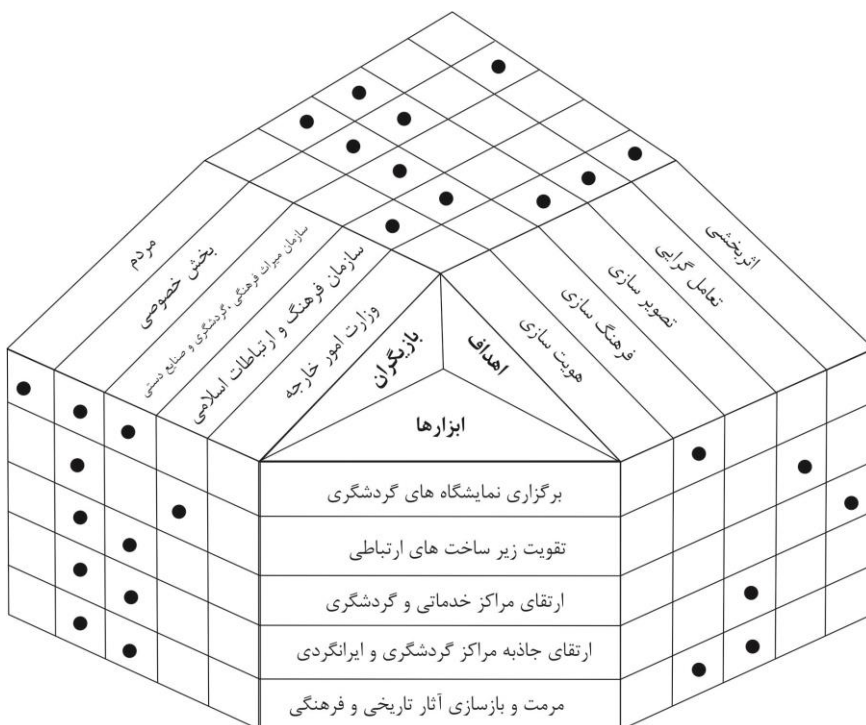 مردم
بخش خصوصی
سازمان میراث فرهنگی، گردشگری و صنایع دستی
سازمان فرهنگ و ارتباطات اسلامی
وزارت امور خارجه
بازیگران
اهداف
هویت سازی
فرهنگ سازی
تصویر سازی
تعامل گرایی
اثربخشی
ابزارها
برگزاری نمایشگاه های گردشگری
تقویت زیر ساخت های ارتباطی
ارتقای مراکز خدماتی و گردشگری
ارتقای جاذبه مراکز گردشگری و ایرانگردی
مرمت و بازسازی آثار تاریخی و فرهنگی